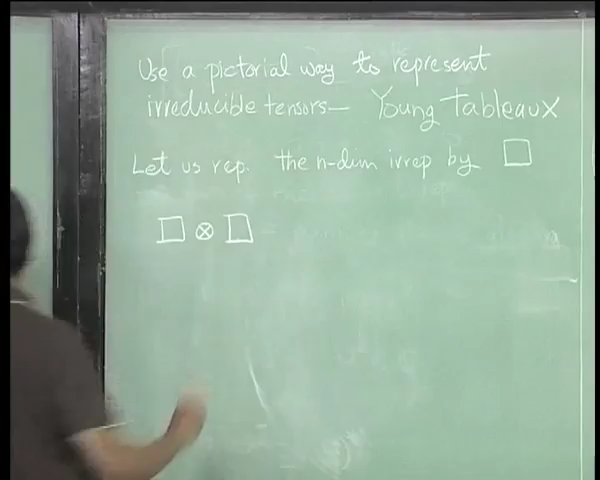 Use a pictorial way to represent
irreducible tensors— Young Tableaux
Let us rep. the n-dim irrep by □
□ ⊗ □